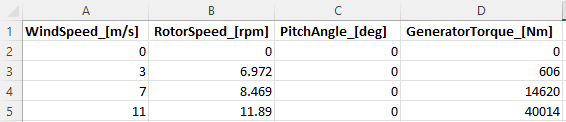 A B C D
1 WindSpeed_[m/s] RotorSpeed_[rpm] PitchAngle_[deg] GeneratorTorque_[Nm]
2 0 0 0 0
3 3 6.972 0 606
4 7 8.469 0 14620
5 11 11.89 0 40014